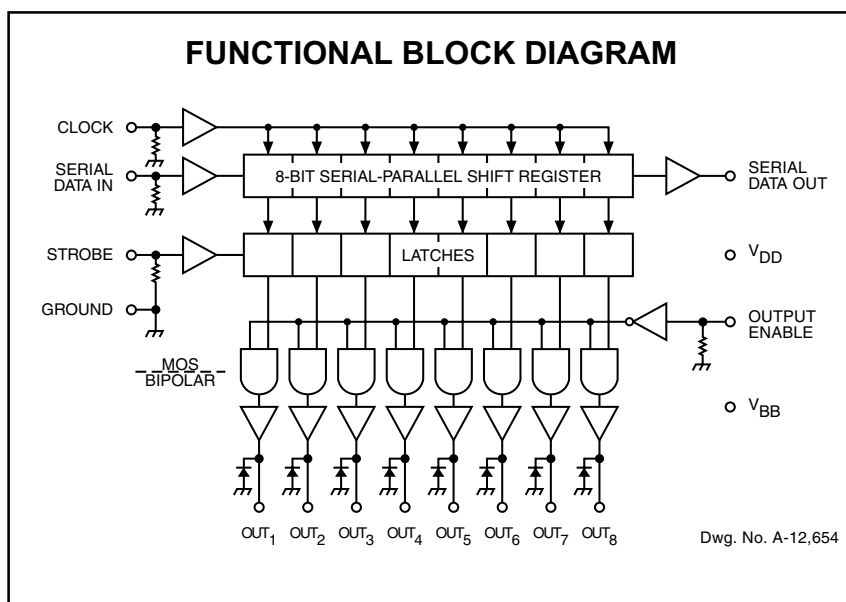 FUNCTIONAL BLOCK DIAGRAM
CLOCK
SERIAL
DATA IN
8-BIT SERIAL-PARALLEL SHIFT REGISTER
SERIAL
DATA OUT
STROBE
LATCHES
VDD
GROUND
OUTPUT
ENABLE
MOS
BIPOLAR
VBB
OUT1 OUT2 OUT3 OUT4 OUT5 OUT6 OUT7 OUT8
Dwg. No. A-12,654